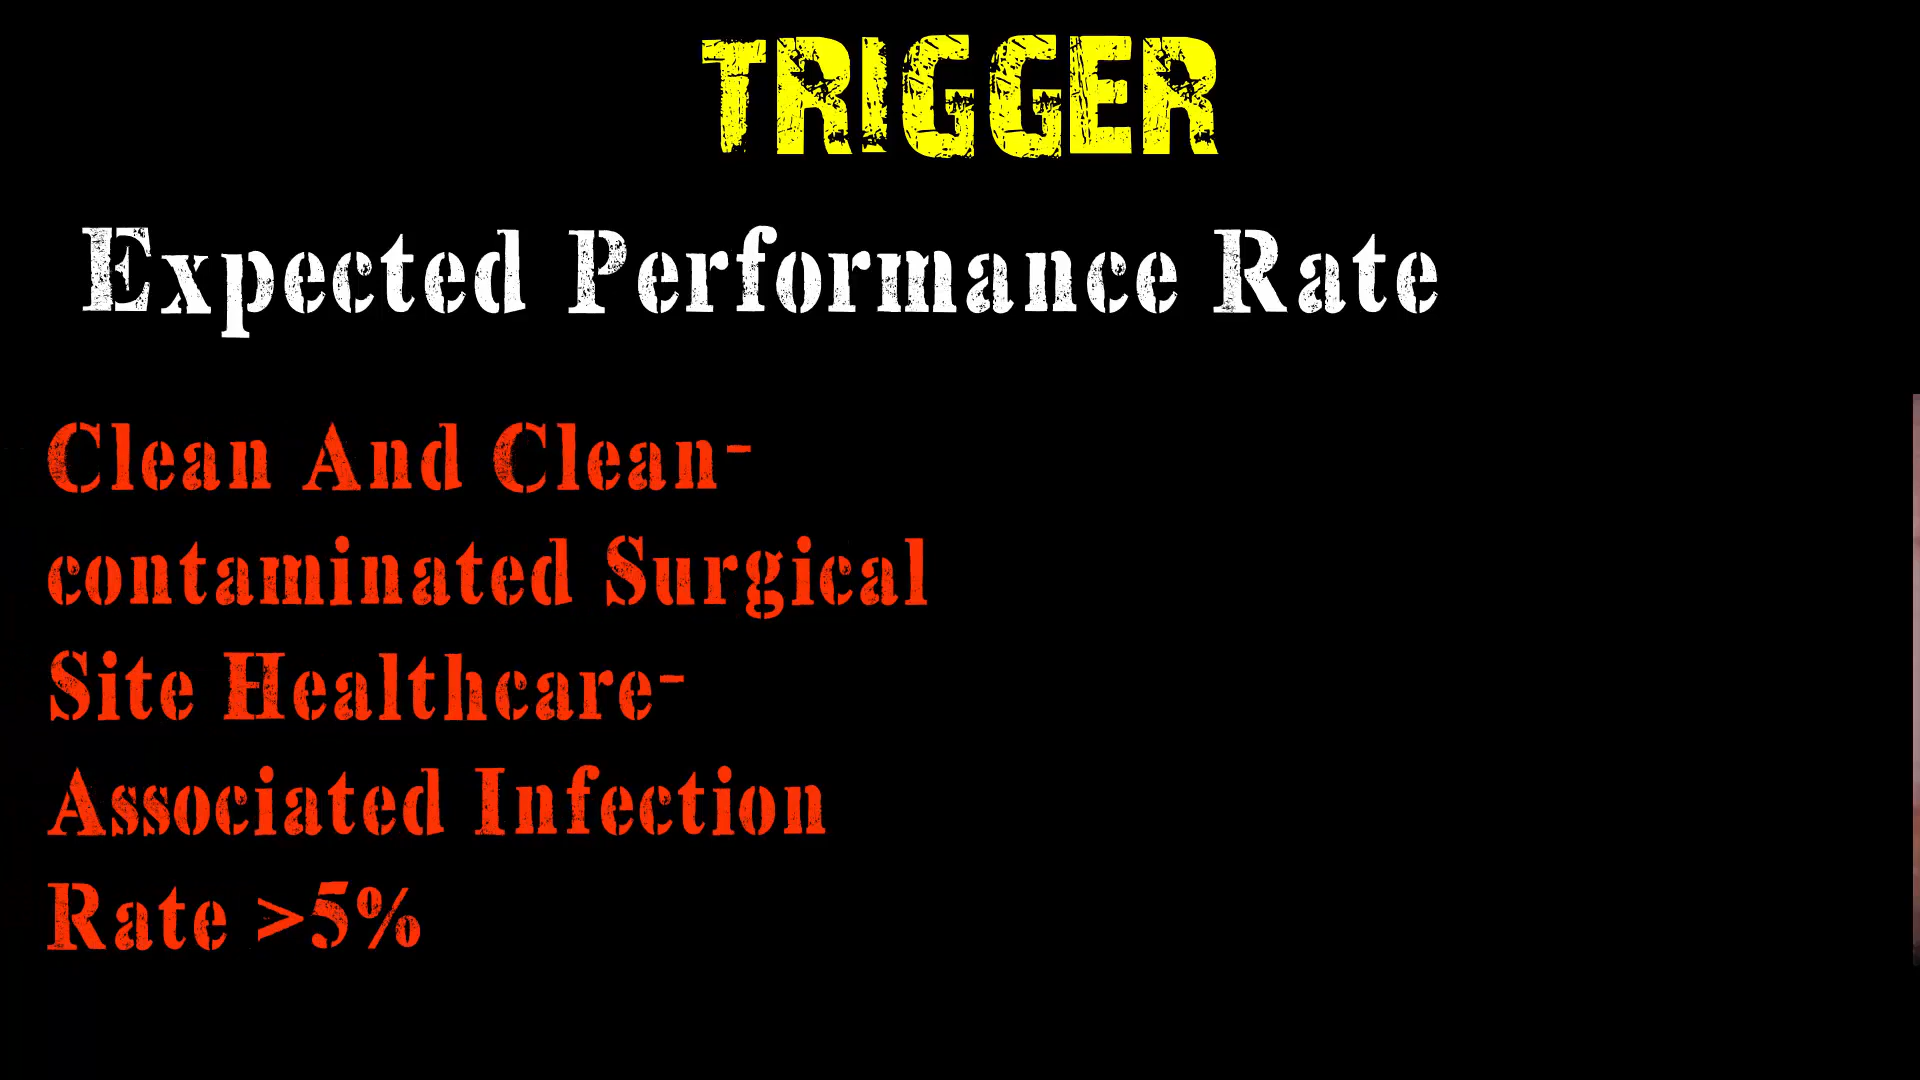 TRIGGER
Expected Performance Rate
Clean And Clean-
contaminated Surgical
Site Healthcare-
Associated Infection
Rate >5%